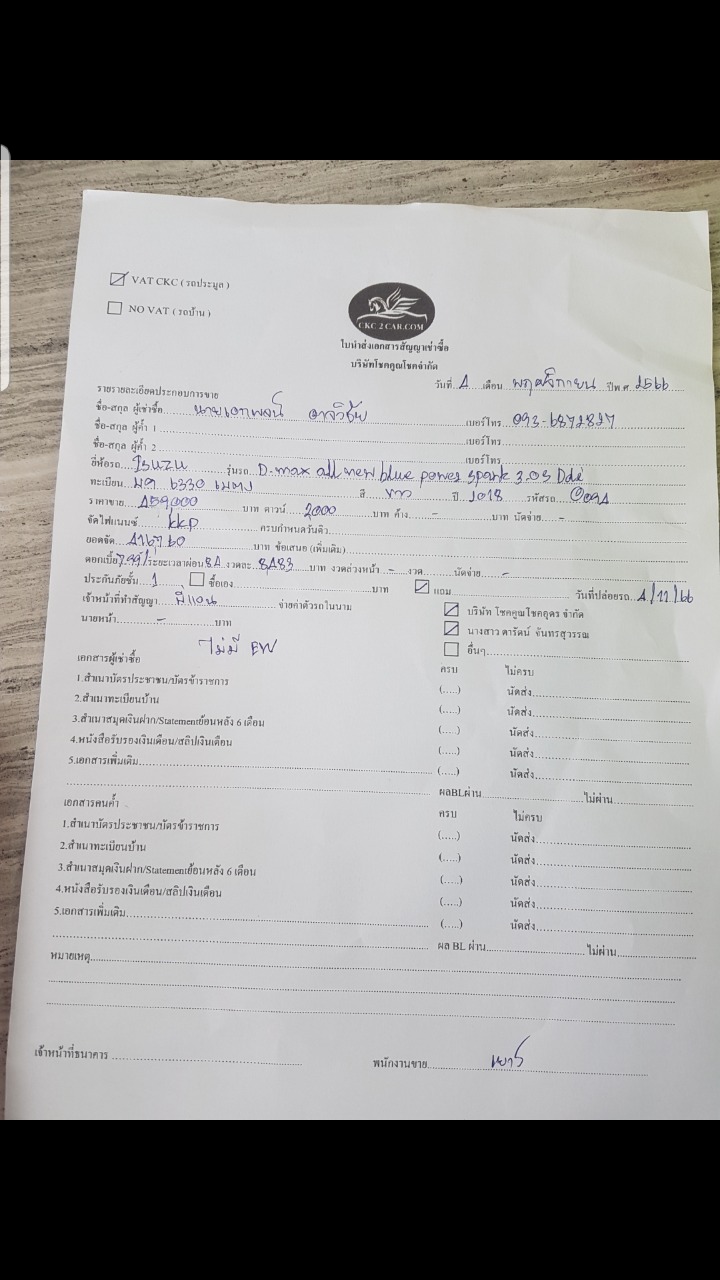 VAT CKC ( รถประมูล )
NO VAT ( รถบ้าน )
CKC 2 CAR.COM
ใบนำส่งเอกสารสัญญาเช่าซื้อ
บริษัทโชคคูณโชคจำกัด
วันที่ 4 เดือน พฤศจิกายน ปีพ.ศ. 2566
รายรายละเอียดประกอบการขาย
ชื่อ-สกุล ผู้เช่าซื้อ นายเอกพลน์ เบอร์โทร 093-6872827
ชื่อ-สกุล ผู้ค้ำ 1 เบอร์โทร
ชื่อ-สกุล ผู้ค้ำ 2 เบอร์โทร
ยี่ห้อรถ ISUZU รุ่นรถ D-max all new blue power spark 3.0S Ddi
ทะเบียน 6330 สี ขาว ปี 2018 รหัสรถ
ราคาขาย 459,000 บาท ดาวน์ 2000 บาท ค้าง - บาท นัดจ่าย -
จัดไฟแนนซ์ kkp ครบกำหนดวันคิว
ยอดจัด บาท ข้อเสนอ (เพิ่มเติม)
ดอกเบี้ย 7.99/ ระยะเวลาผ่อน 84 งวดละ 8483 บาท งวดล่วงหน้า - งวด นัดจ่าย -
ประกันภัยชั้น 1 ซื้อเอง บาท แถม วันที่ปล่อยรถ 4/11/66
เจ้าหน้าที่ทำสัญญา จ่ายค่าตัวรถในนาม
บริษัท โชคคูณโชคอุดร จำกัด
นายหน้า - บาท
นางสาว ดารัตน์ จันทรสุวรรณ
ไม่มี EW
อื่นๆ
เอกสารผู้เช่าซื้อ ครบ ไม่ครบ
1.สำเนาบัตรประชาชน/บัตรข้าราชการ (.....) นัดส่ง
2.สำเนาทะเบียนบ้าน (.....) นัดส่ง
3.สำเนาสมุดเงินฝาก/Statementย้อนหลัง 6 เดือน (.....) นัดส่ง
4.หนังสือรับรองเงินเดือน/สลิปเงินเดือน (.....) นัดส่ง
5.เอกสารเพิ่มเติม (.....) นัดส่ง
ผลBLผ่าน ไม่ผ่าน
เอกสารคนค้ำ ครบ ไม่ครบ
1.สำเนาบัตรประชาชน/บัตรข้าราชการ (.....) นัดส่ง
2.สำเนาทะเบียนบ้าน (.....) นัดส่ง
3.สำเนาสมุดเงินฝาก/Statementย้อนหลัง 6 เดือน (.....) นัดส่ง
4.หนังสือรับรองเงินเดือน/สลิปเงินเดือน (.....) นัดส่ง
5.เอกสารเพิ่มเติม (.....) นัดส่ง
ผล BL ผ่าน ไม่ผ่าน
หมายเหตุ
เจ้าหน้าที่ธนาคาร พนักงานขาย